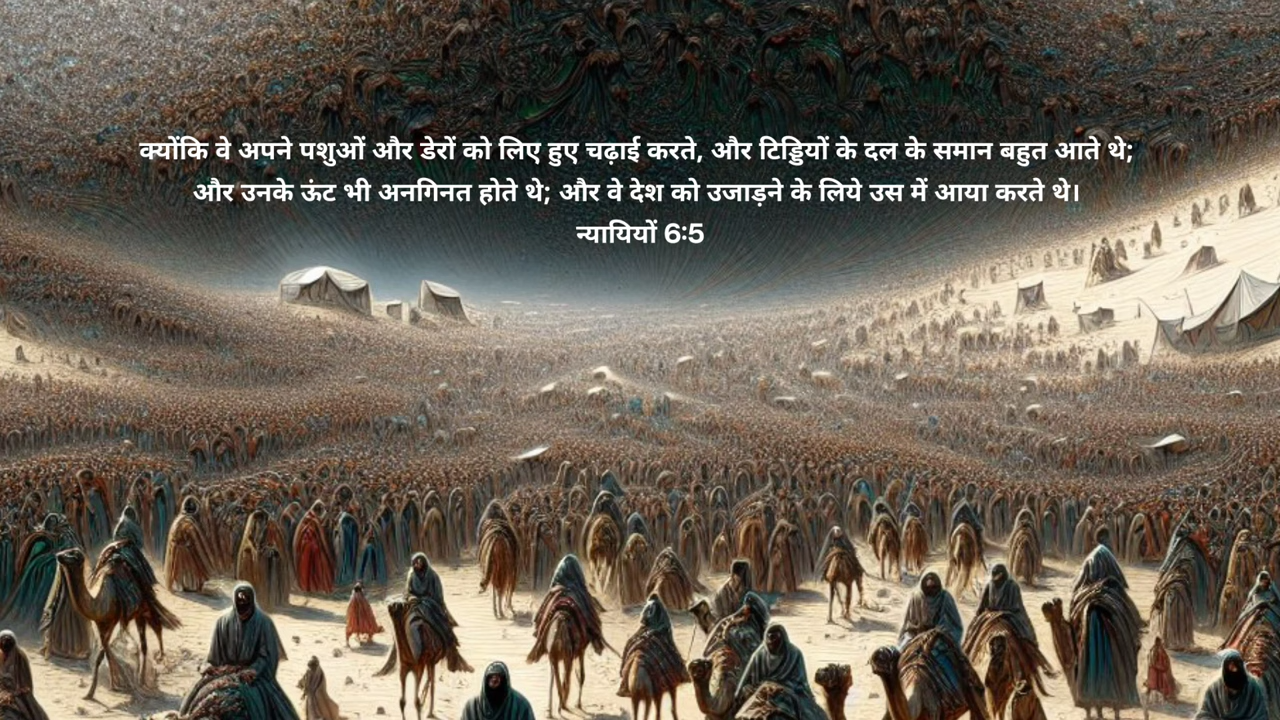 क्योंकि वे अपने पशुओं और डेरों को लिए हुए चढ़ाई करते, और टिड्डियों के दल के समान बहुत आते थे;
और उनके ऊंट भी अनगिनत होते थे; और वे देश को उजाड़ने के लिये उस में आया करते थे।
न्यायियों 6:5